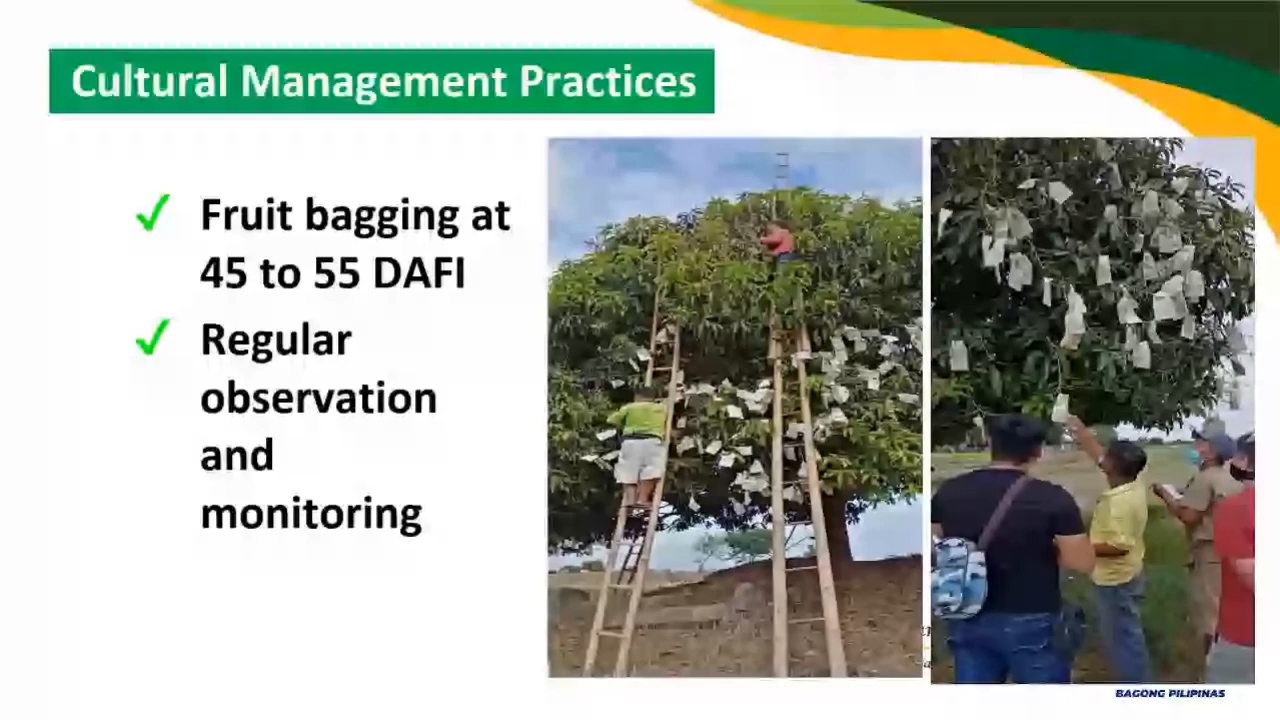 Cultural Management Practices
✓ Fruit bagging at
45 to 55 DAFI
✓ Regular
observation
and
monitoring
BAGONG PILIPINAS